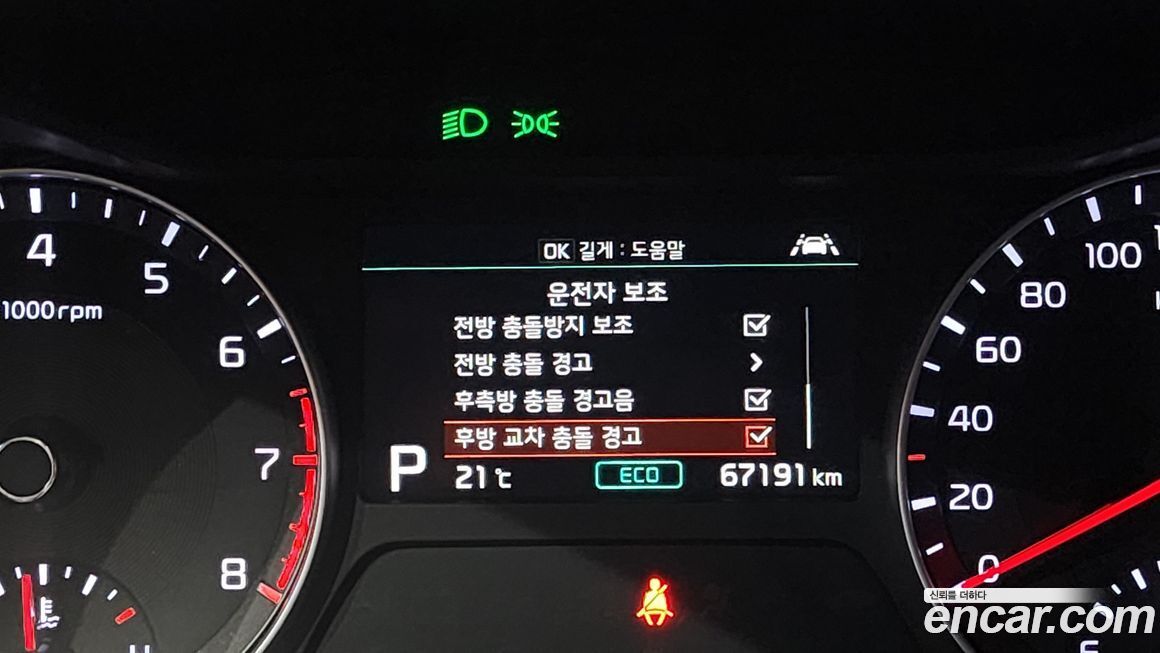 OK 길게 : 도움말
운전자 보조
전방 충돌방지 보조
전방 충돌 경고
후측방 충돌 경고음
후방 교차 충돌 경고
P 21 ℃ ECO 67191 km
4
5
6
7
8
1000rpm
100
80
60
40
20
0
신뢰를 더하다
encar.com